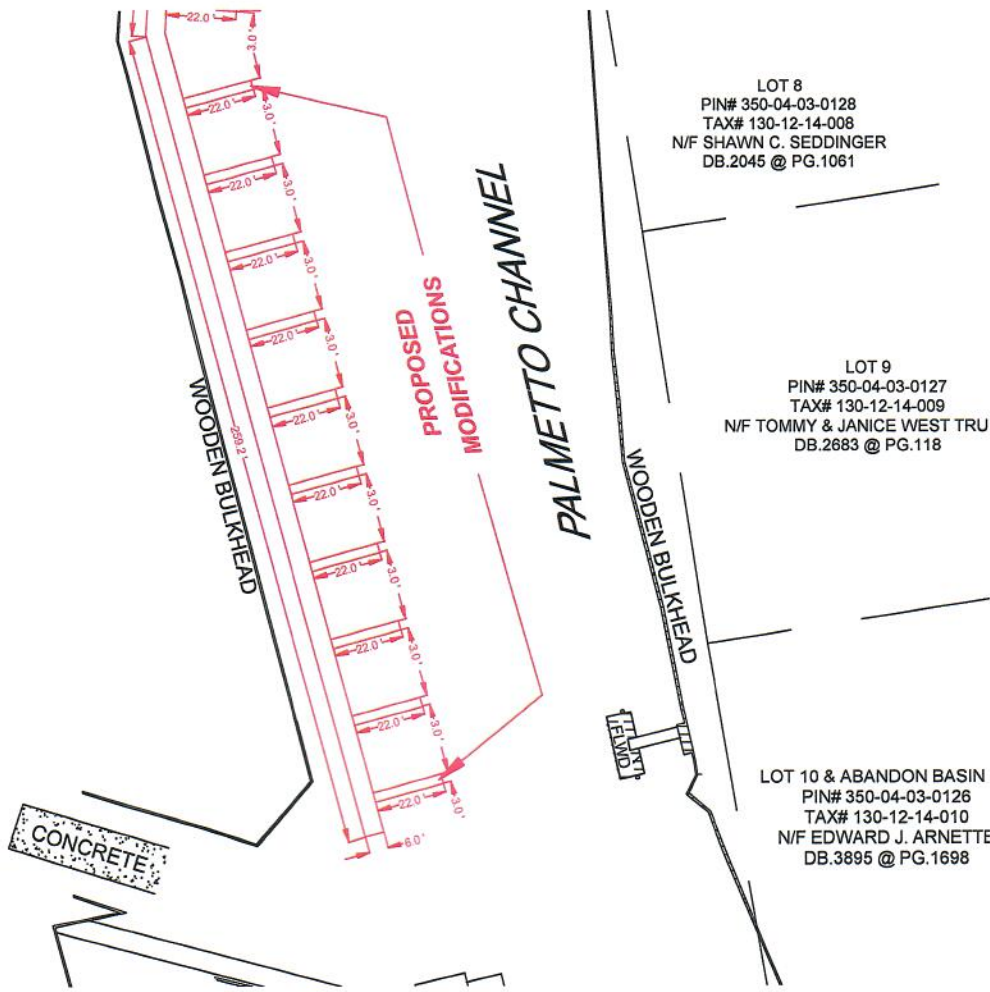 22.0'
3.0'
22.0'
3.0'
22.0'
3.0'
22.0'
3.0'
22.0'
3.0'
22.0'
3.0'
22.0'
3.0'
22.0'
3.0'
22.0'
3.0'
22.0'
3.0'
22.0'
3.0'
6.0'
259.2'
WOODEN BULKHEAD
PROPOSED
MODIFICATIONS
PALMETTO CHANNEL
WOODEN BULKHEAD
FLWD
CONCRETE
LOT 8
PIN# 350-04-03-0128
TAX# 130-12-14-008
N/F SHAWN C. SEDDINGER
DB.2045 @ PG.1061
LOT 9
PIN# 350-04-03-0127
TAX# 130-12-14-009
N/F TOMMY & JANICE WEST TRU
DB.2683 @ PG.118
LOT 10 & ABANDON BASIN
PIN# 350-04-03-0126
TAX# 130-12-14-010
N/F EDWARD J. ARNETTE
DB.3895 @ PG.1698